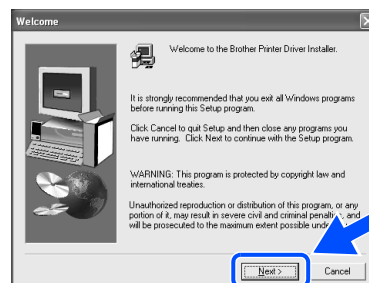 Welcome
Welcome to the Brother Printer Driver Installer.
It is strongly recommended that you exit all Windows programs
before running this Setup program.
Click Cancel to quit Setup and then close any programs you
have running. Click Next to continue with the Setup program.
WARNING: This program is protected by copyright law and
international treaties.
Unauthorized reproduction or distribution of this program, or any
portion of it, may result in severe civil and criminal and
will be prosecuted to the maximum extent possible
Next >
Cancel